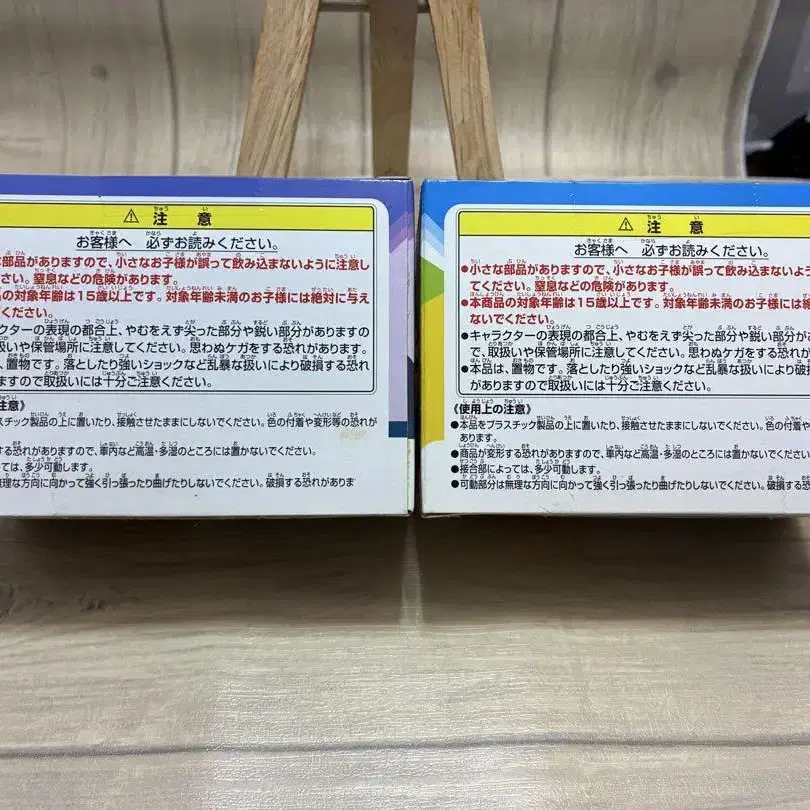 ⚠ 注意
お客様へ 必ずお読みください。
部品がありますので、小さなお子様が誤って飲み込まないように注意し
さい。窒息などの危険があります。
の対象年齢は15歳以上です。対象年齢未満のお子様には絶対に与え
ください。
ラクターの表現の都合上、やむをえず尖った部分や鋭い部分がありますの
扱いや保管場所に注意してください。思わぬケガをする恐れがあります。
、置物です。落としたり強いショックなど乱暴な扱いにより破損する恐れ
ますので取扱いには十分ご注意ください。
注意》
ラスチック製品の上に置いたり、接触させたままにしないでください。色の付着や変形等の恐れが
する恐れがありますので、車内など高温・多湿のところには置かないでください。
ては、多少可動します。
無理な方向に向かって強く引っ張ったり曲げたりしないでください。破損する恐れがありま
⚠ 注意
お客様へ 必ずお読みください。
●小さな部品がありますので、小さなお子様が誤って飲み込まないよう
てください。窒息などの危険があります。
●本商品の対象年齢は15歳以上です。対象年齢未満のお子様には絶
ないでください。
●キャラクターの表現の都合上、やむをえず尖った部分や鋭い部分があ
で、取扱いや保管場所に注意してください。思わぬケガをする恐れがあ
●本品は、置物です。落としたり強いショックなど乱暴な扱いにより破
がありますので取扱いには十分ご注意ください。
《使用上の注意》
●本品をプラスチック製品の上に置いたり、接触させたままにしないでください。色の付着や変
あります。
●商品が変形する恐れがありますので、車内など高温・多湿のところには置かないでくださ
●接合部によっては、多少可動します。
●可動部分は無理な方向に向かって強く引っ張ったり曲げたりしないでください。破損する恐